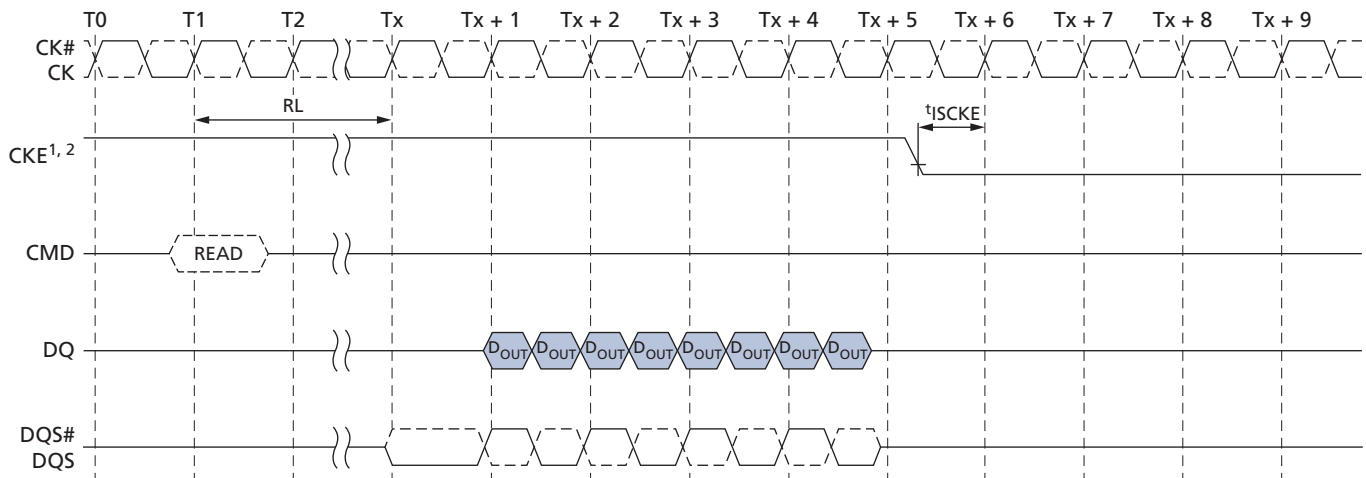 T0 T1 T2 Tx Tx + 1 Tx + 2 Tx + 3 Tx + 4 Tx + 5 Tx + 6 Tx + 7 Tx + 8 Tx + 9
CK#
CK
RL
tISCKE
CKE1, 2
CMD READ
DQ DOUT DOUT DOUT DOUT DOUT DOUT DOUT DOUT
DQS#
DQS